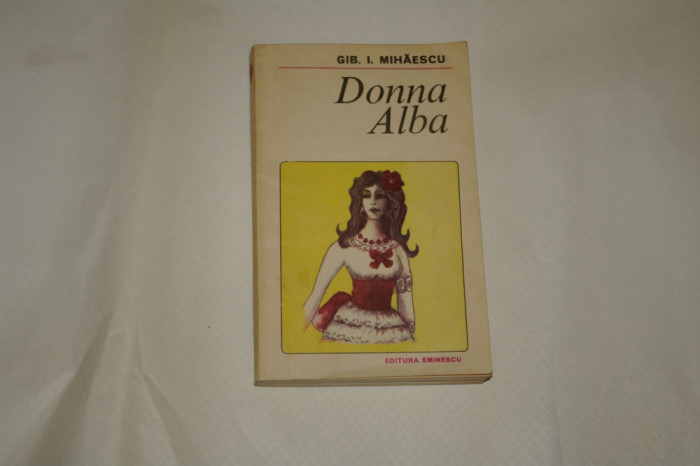 GIB. I. MIHĂESCU
Donna
Alba
EDITURA EMINESCU